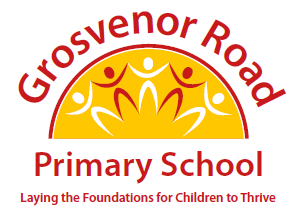 Grosvenor Road
Primary School
Laying the Foundations for Children to Thrive